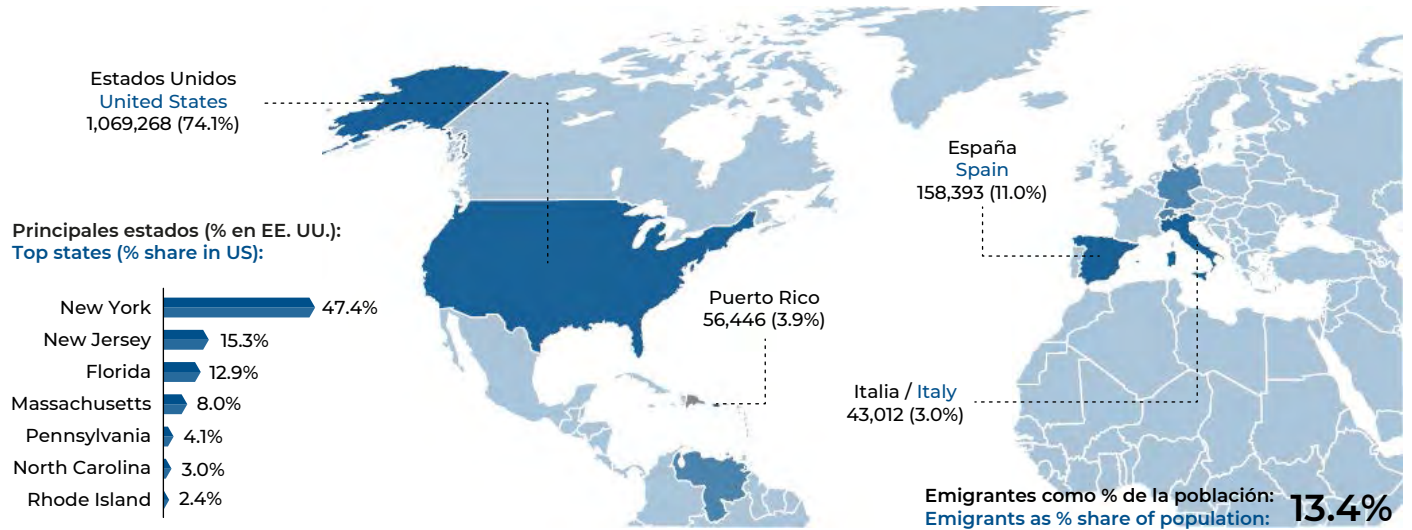 Estados Unidos
United States
1,069,268 (74.1%)
Principales estados (% en EE. UU.):
Top states (% share in US):
New York 47.4%
New Jersey 15.3%
Florida 12.9%
Massachusetts 8.0%
Pennsylvania 4.1%
North Carolina 3.0%
Rhode Island 2.4%
Puerto Rico
56,446 (3.9%)
España
Spain
158,393 (11.0%)
Italia / Italy
43,012 (3.0%)
Emigrantes como % de la población:
Emigrants as % share of population:
13.4%